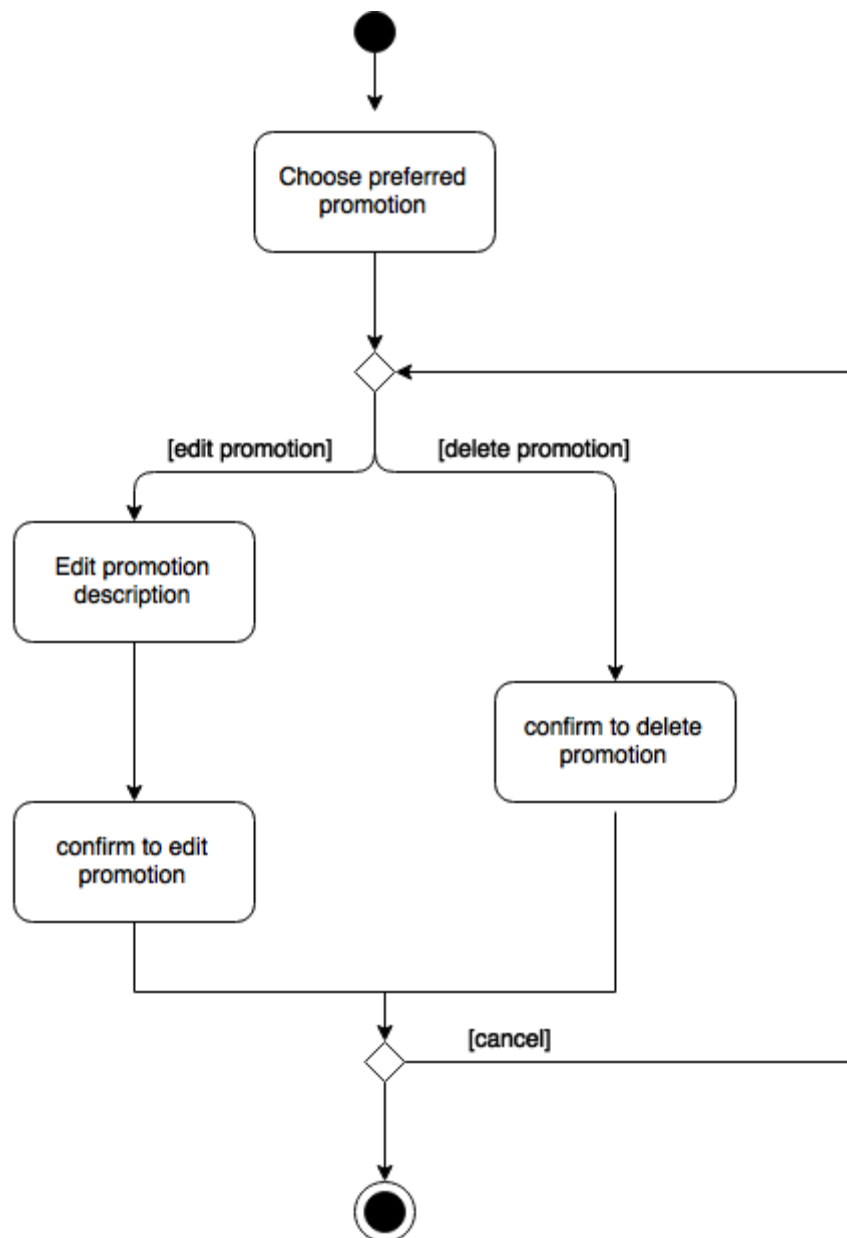 Choose preferred
promotion
[edit promotion]
[delete promotion]
Edit promotion
description
confirm to delete
promotion
confirm to edit
promotion
[cancel]